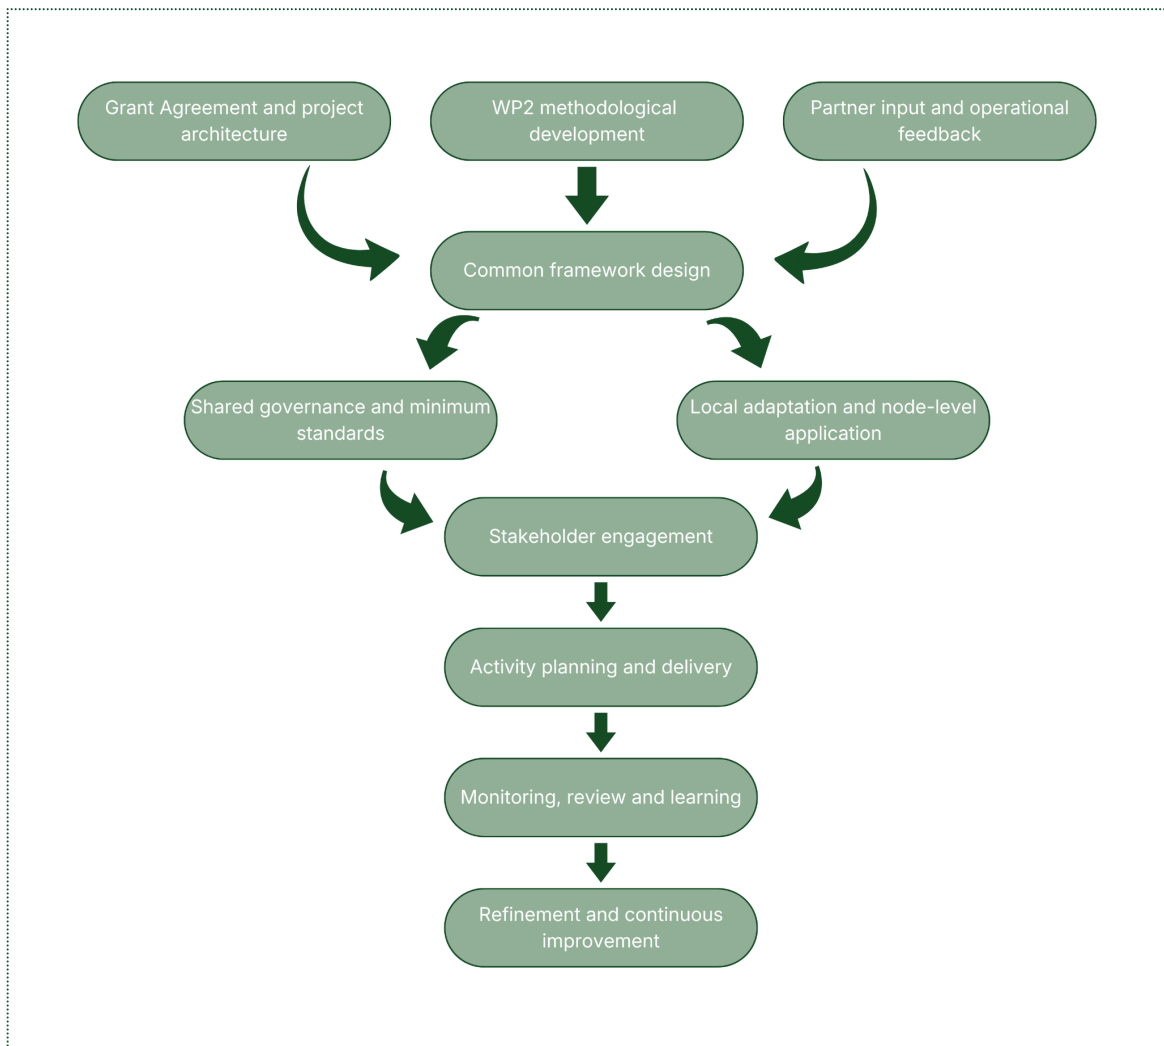 Grant Agreement and project
architecture
WP2 methodological
development
Partner input and operational
feedback
Common framework design
Shared governance and minimum
standards
Local adaptation and node-level
application
Stakeholder engagement
Activity planning and delivery
Monitoring, review and learning
Refinement and continuous
improvement